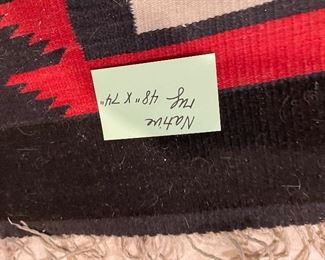 Native
rug 48" x 74"